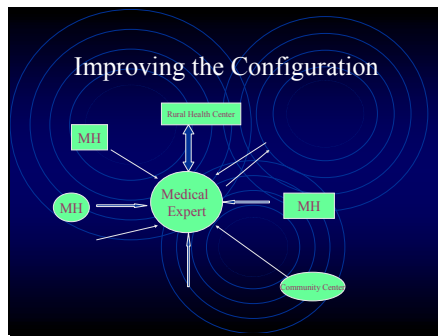 Improving the Configuration
Rural Health Center
MH
Medical
Expert
MH
MH
Community Center